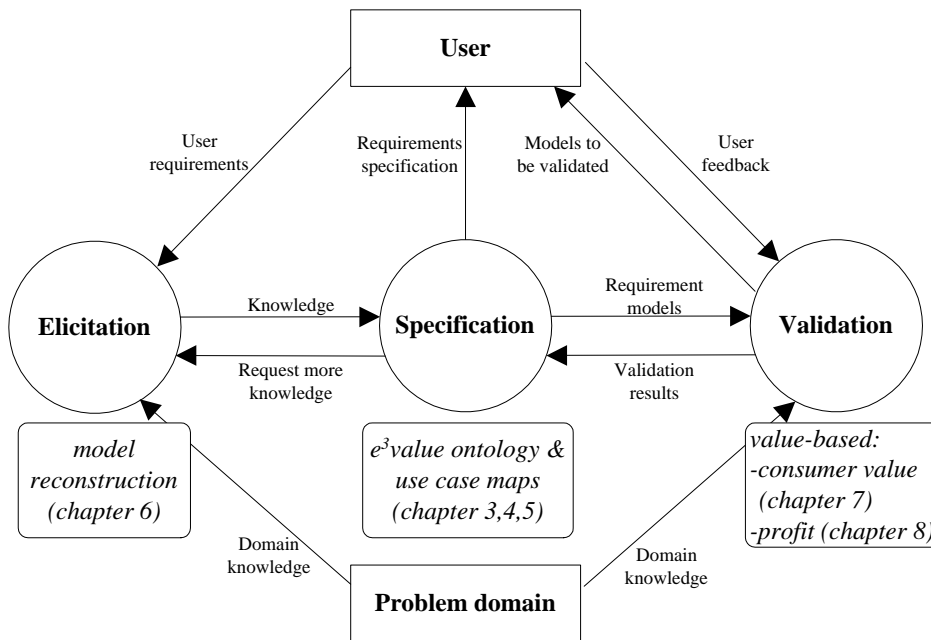 User
User
requirements
Requirements
specification
Models to
be validated
User
feedback
Elicitation
Knowledge
Specification
Requirement
models
Validation
Request more
knowledge
Validation
results
model
reconstruction
(chapter 6)
e³value ontology &
use case maps
(chapter 3,4,5)
value-based:
-consumer value
(chapter 7)
-profit (chapter 8)
Domain
knowledge
Domain
knowledge
Problem domain